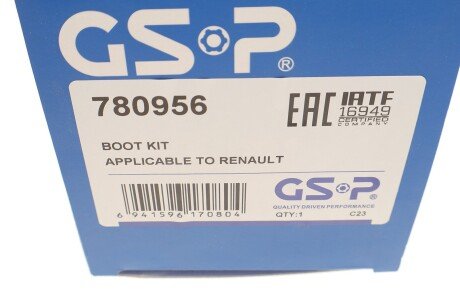 GSP®
780956
EAC IATF
16949
CERTIFIED
COMPANY
BOOT KIT
APPLICABLE TO RENAULT
GSP®
QUALITY DRIVEN PERFORMANCE
6 941596 170804
QTY:1 C23